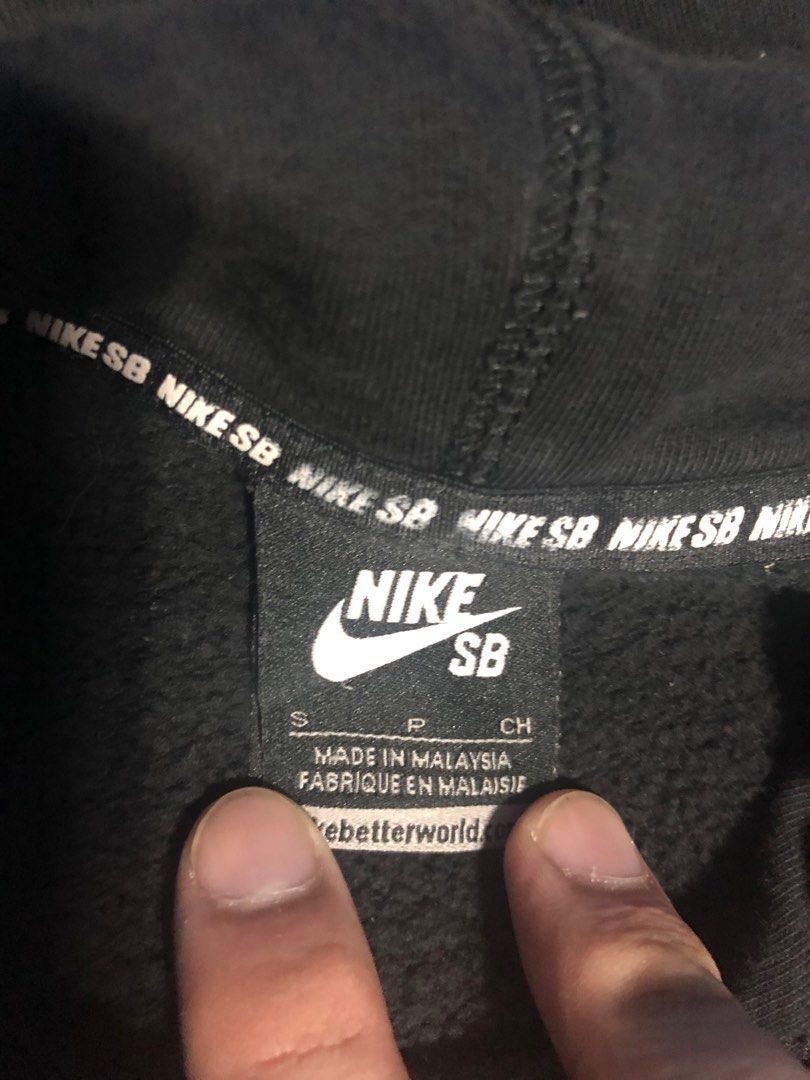 NIKE SB NIKE SB NIKE SB NIKE SB NIKE SB
NIKE
SB
S P CH
MADE IN MALAYSIA
FABRIQUE EN MALAISIE